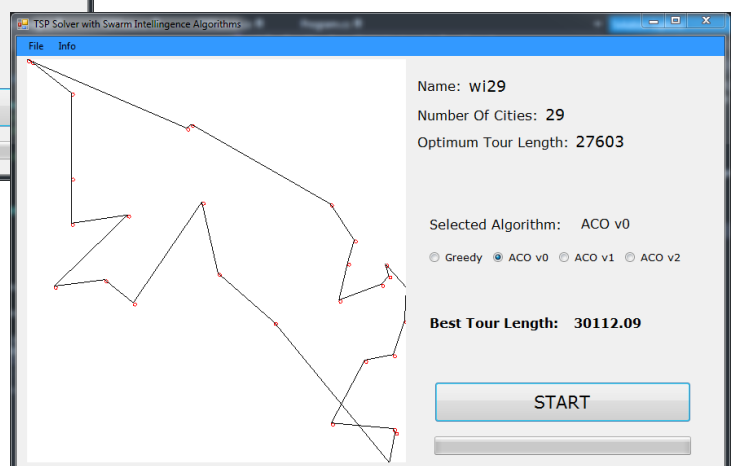 TSP Solver with Swarm Intellingence Algorithms
File Info
Name: wi29
Number Of Cities: 29
Optimum Tour Length: 27603
Selected Algorithm: ACO v0
Greedy ACO v0 ACO v1 ACO v2
Best Tour Length: 30112.09
START